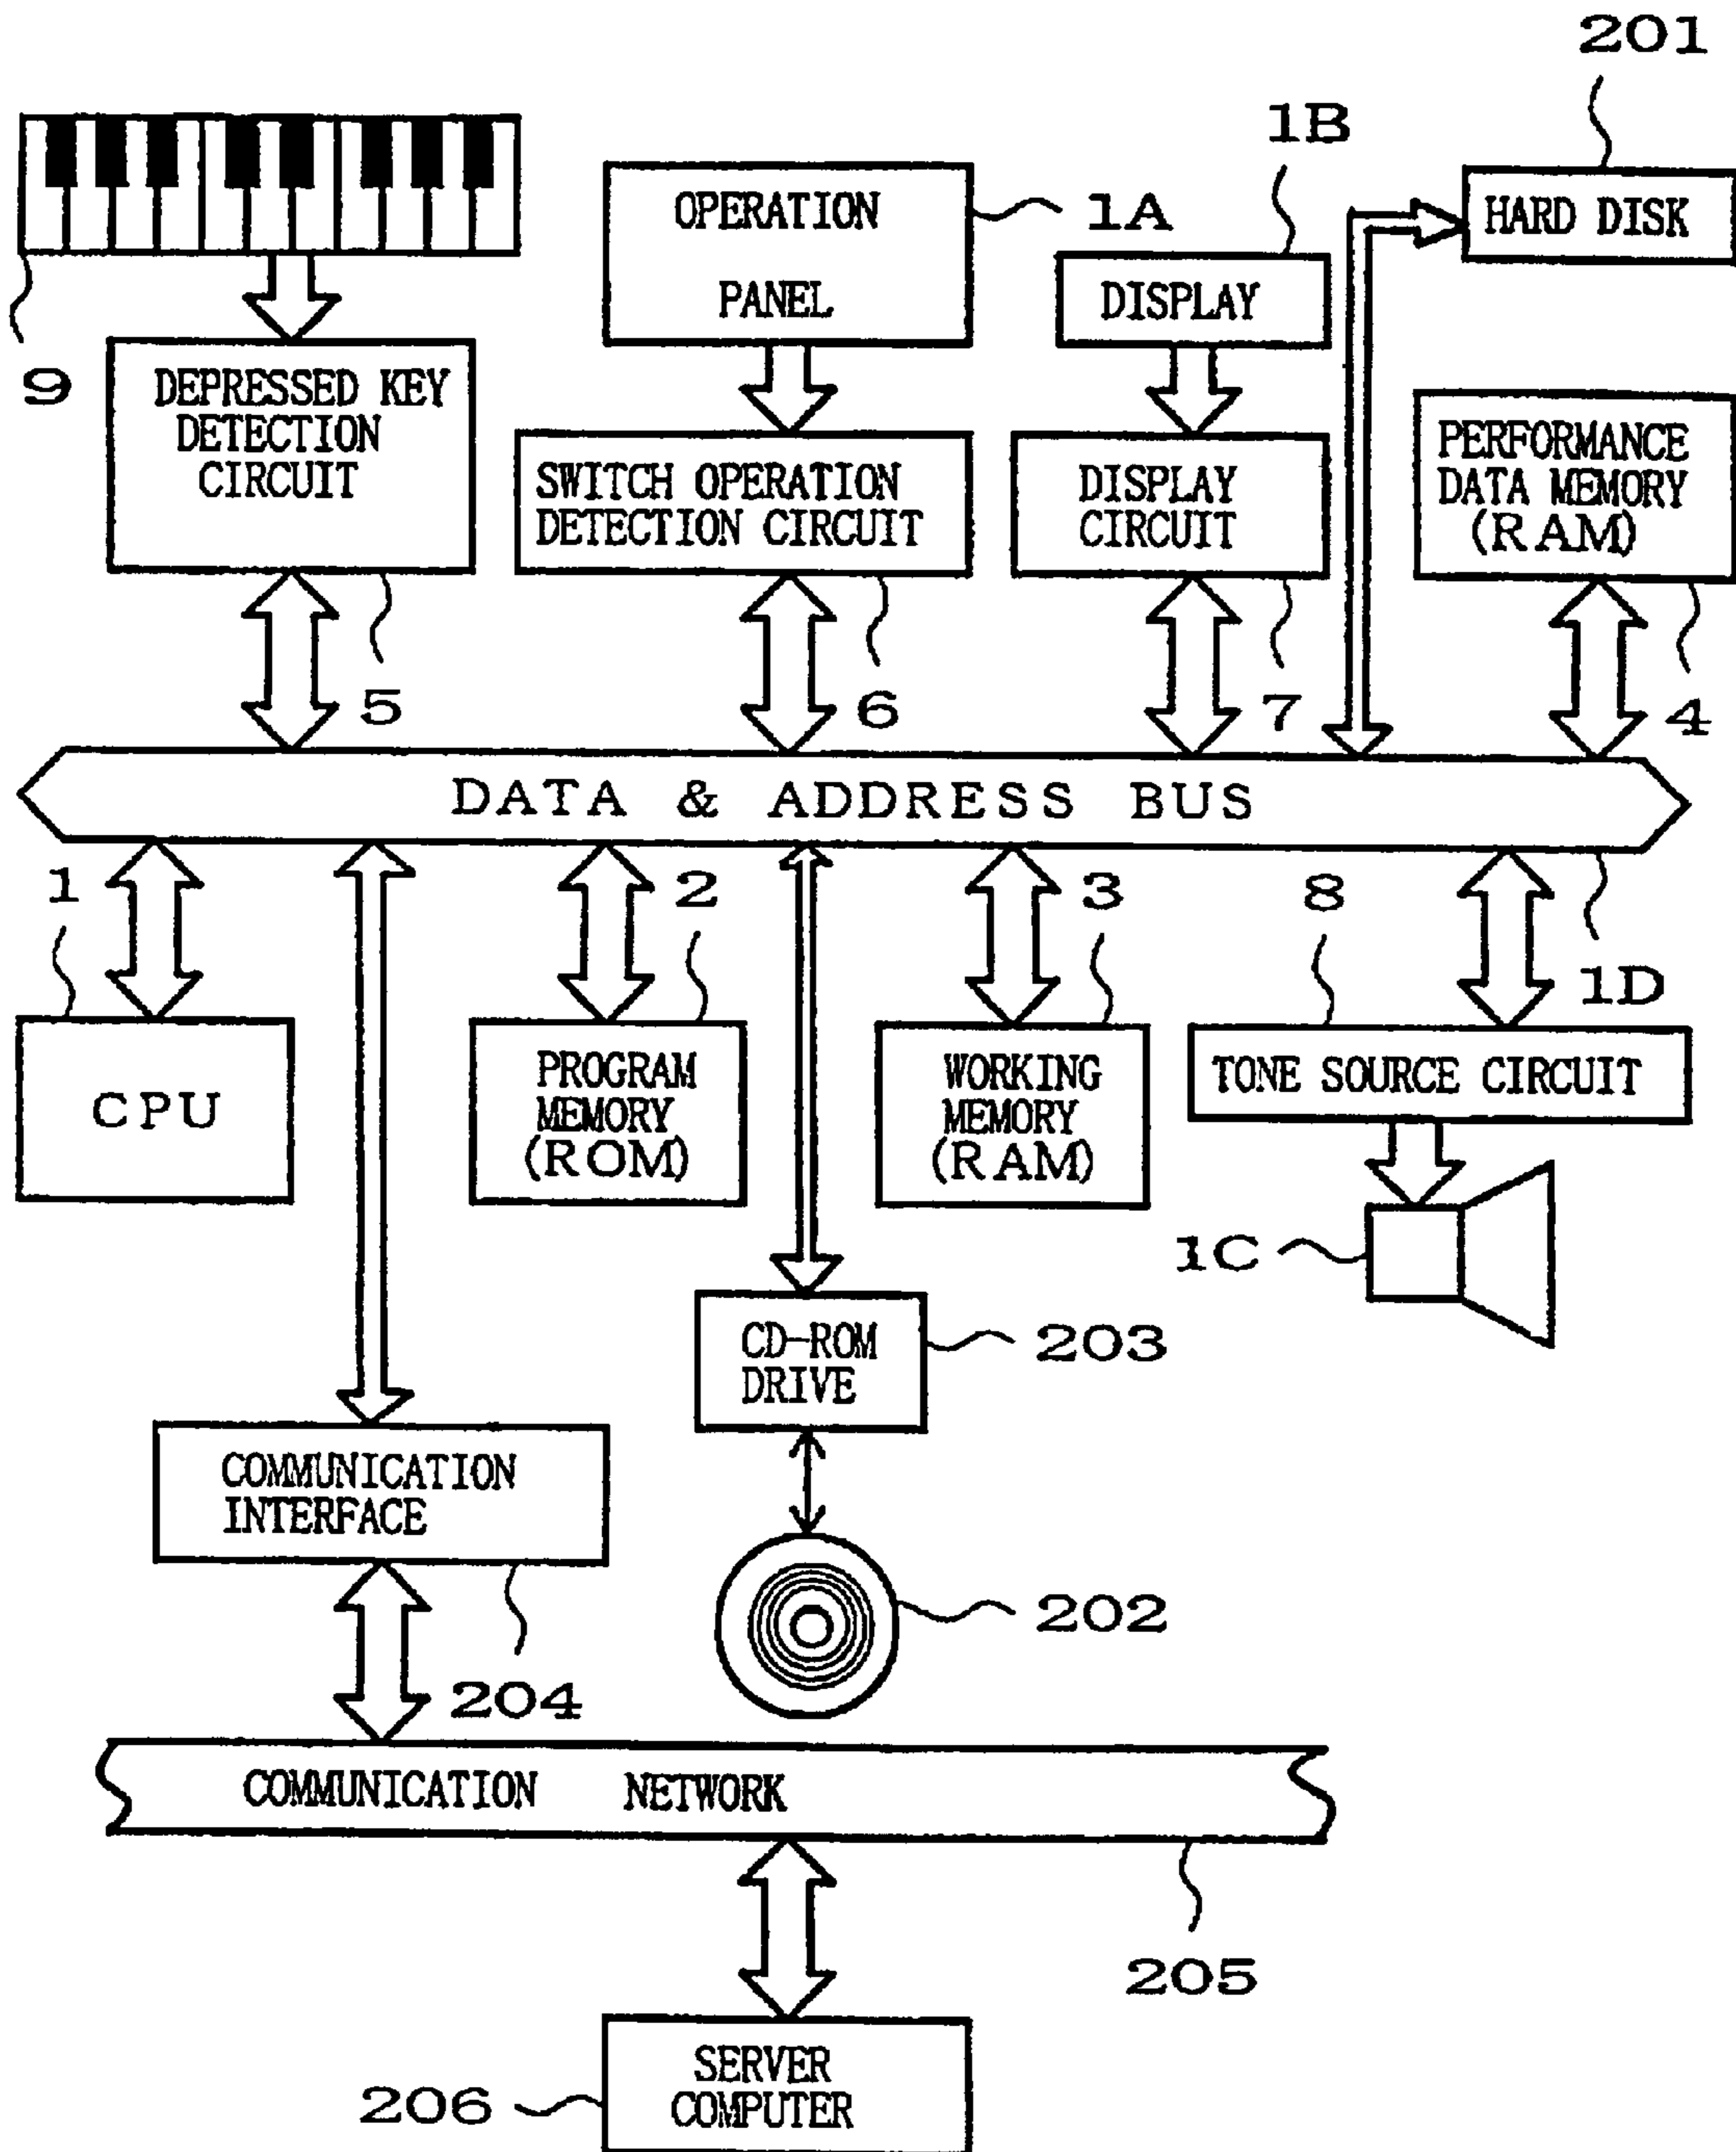 201
1B
OPERATION
PANEL
1A
HARD DISK
DISPLAY
9
DEPRESSED KEY
DETECTION
CIRCUIT
SWITCH OPERATION
DETECTION CIRCUIT
DISPLAY
CIRCUIT
PERFORMANCE
DATA MEMORY
(RAM)
5
6
7
4
DATA & ADDRESS BUS
1
2
3
8
1D
CPU
PROGRAM
MEMORY
(ROM)
WORKING
MEMORY
(RAM)
TONE SOURCE CIRCUIT
1C
CD-ROM
DRIVE
203
COMMUNICATION
INTERFACE
202
204
COMMUNICATION NETWORK
205
SERVER
COMPUTER
206